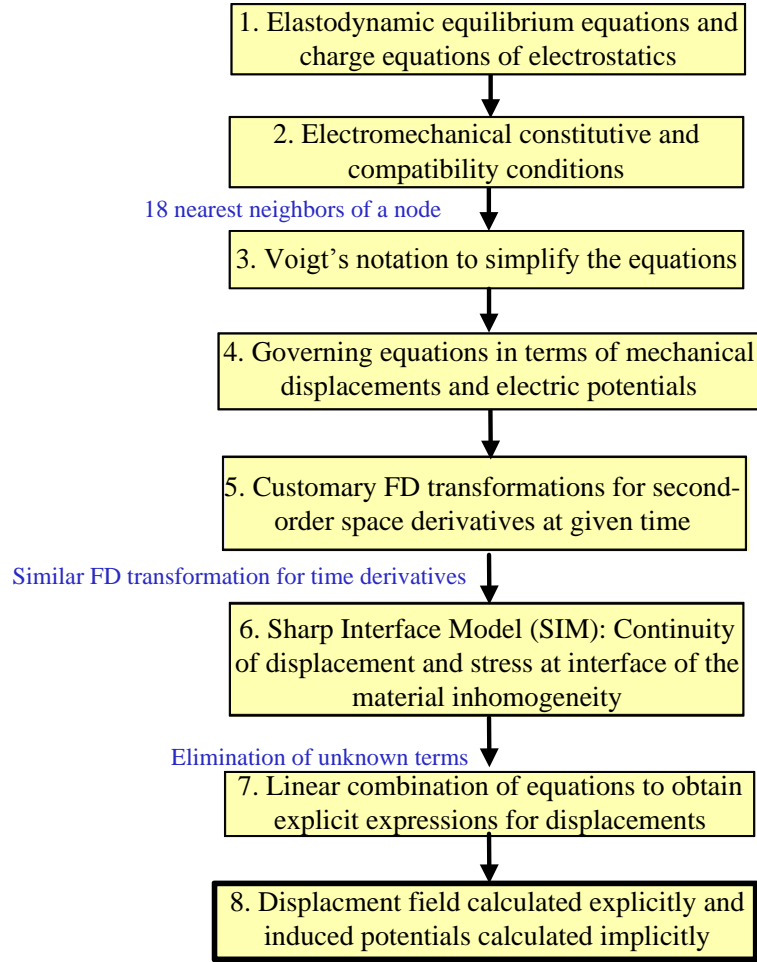 1. Elastodynamic equilibrium equations and
charge equations of electrostatics
2. Electromechanical constitutive and
compatibility conditions
18 nearest neighbors of a node
3. Voigt's notation to simplify the equations
4. Governing equations in terms of mechanical
displacements and electric potentials
5. Customary FD transformations for second-
order space derivatives at given time
Similar FD transformation for time derivatives
6. Sharp Interface Model (SIM): Continuity
of displacement and stress at interface of the
material inhomogeneity
Elimination of unknown terms
7. Linear combination of equations to obtain
explicit expressions for displacements
8. Displacment field calculated explicitly and
induced potentials calculated implicitly